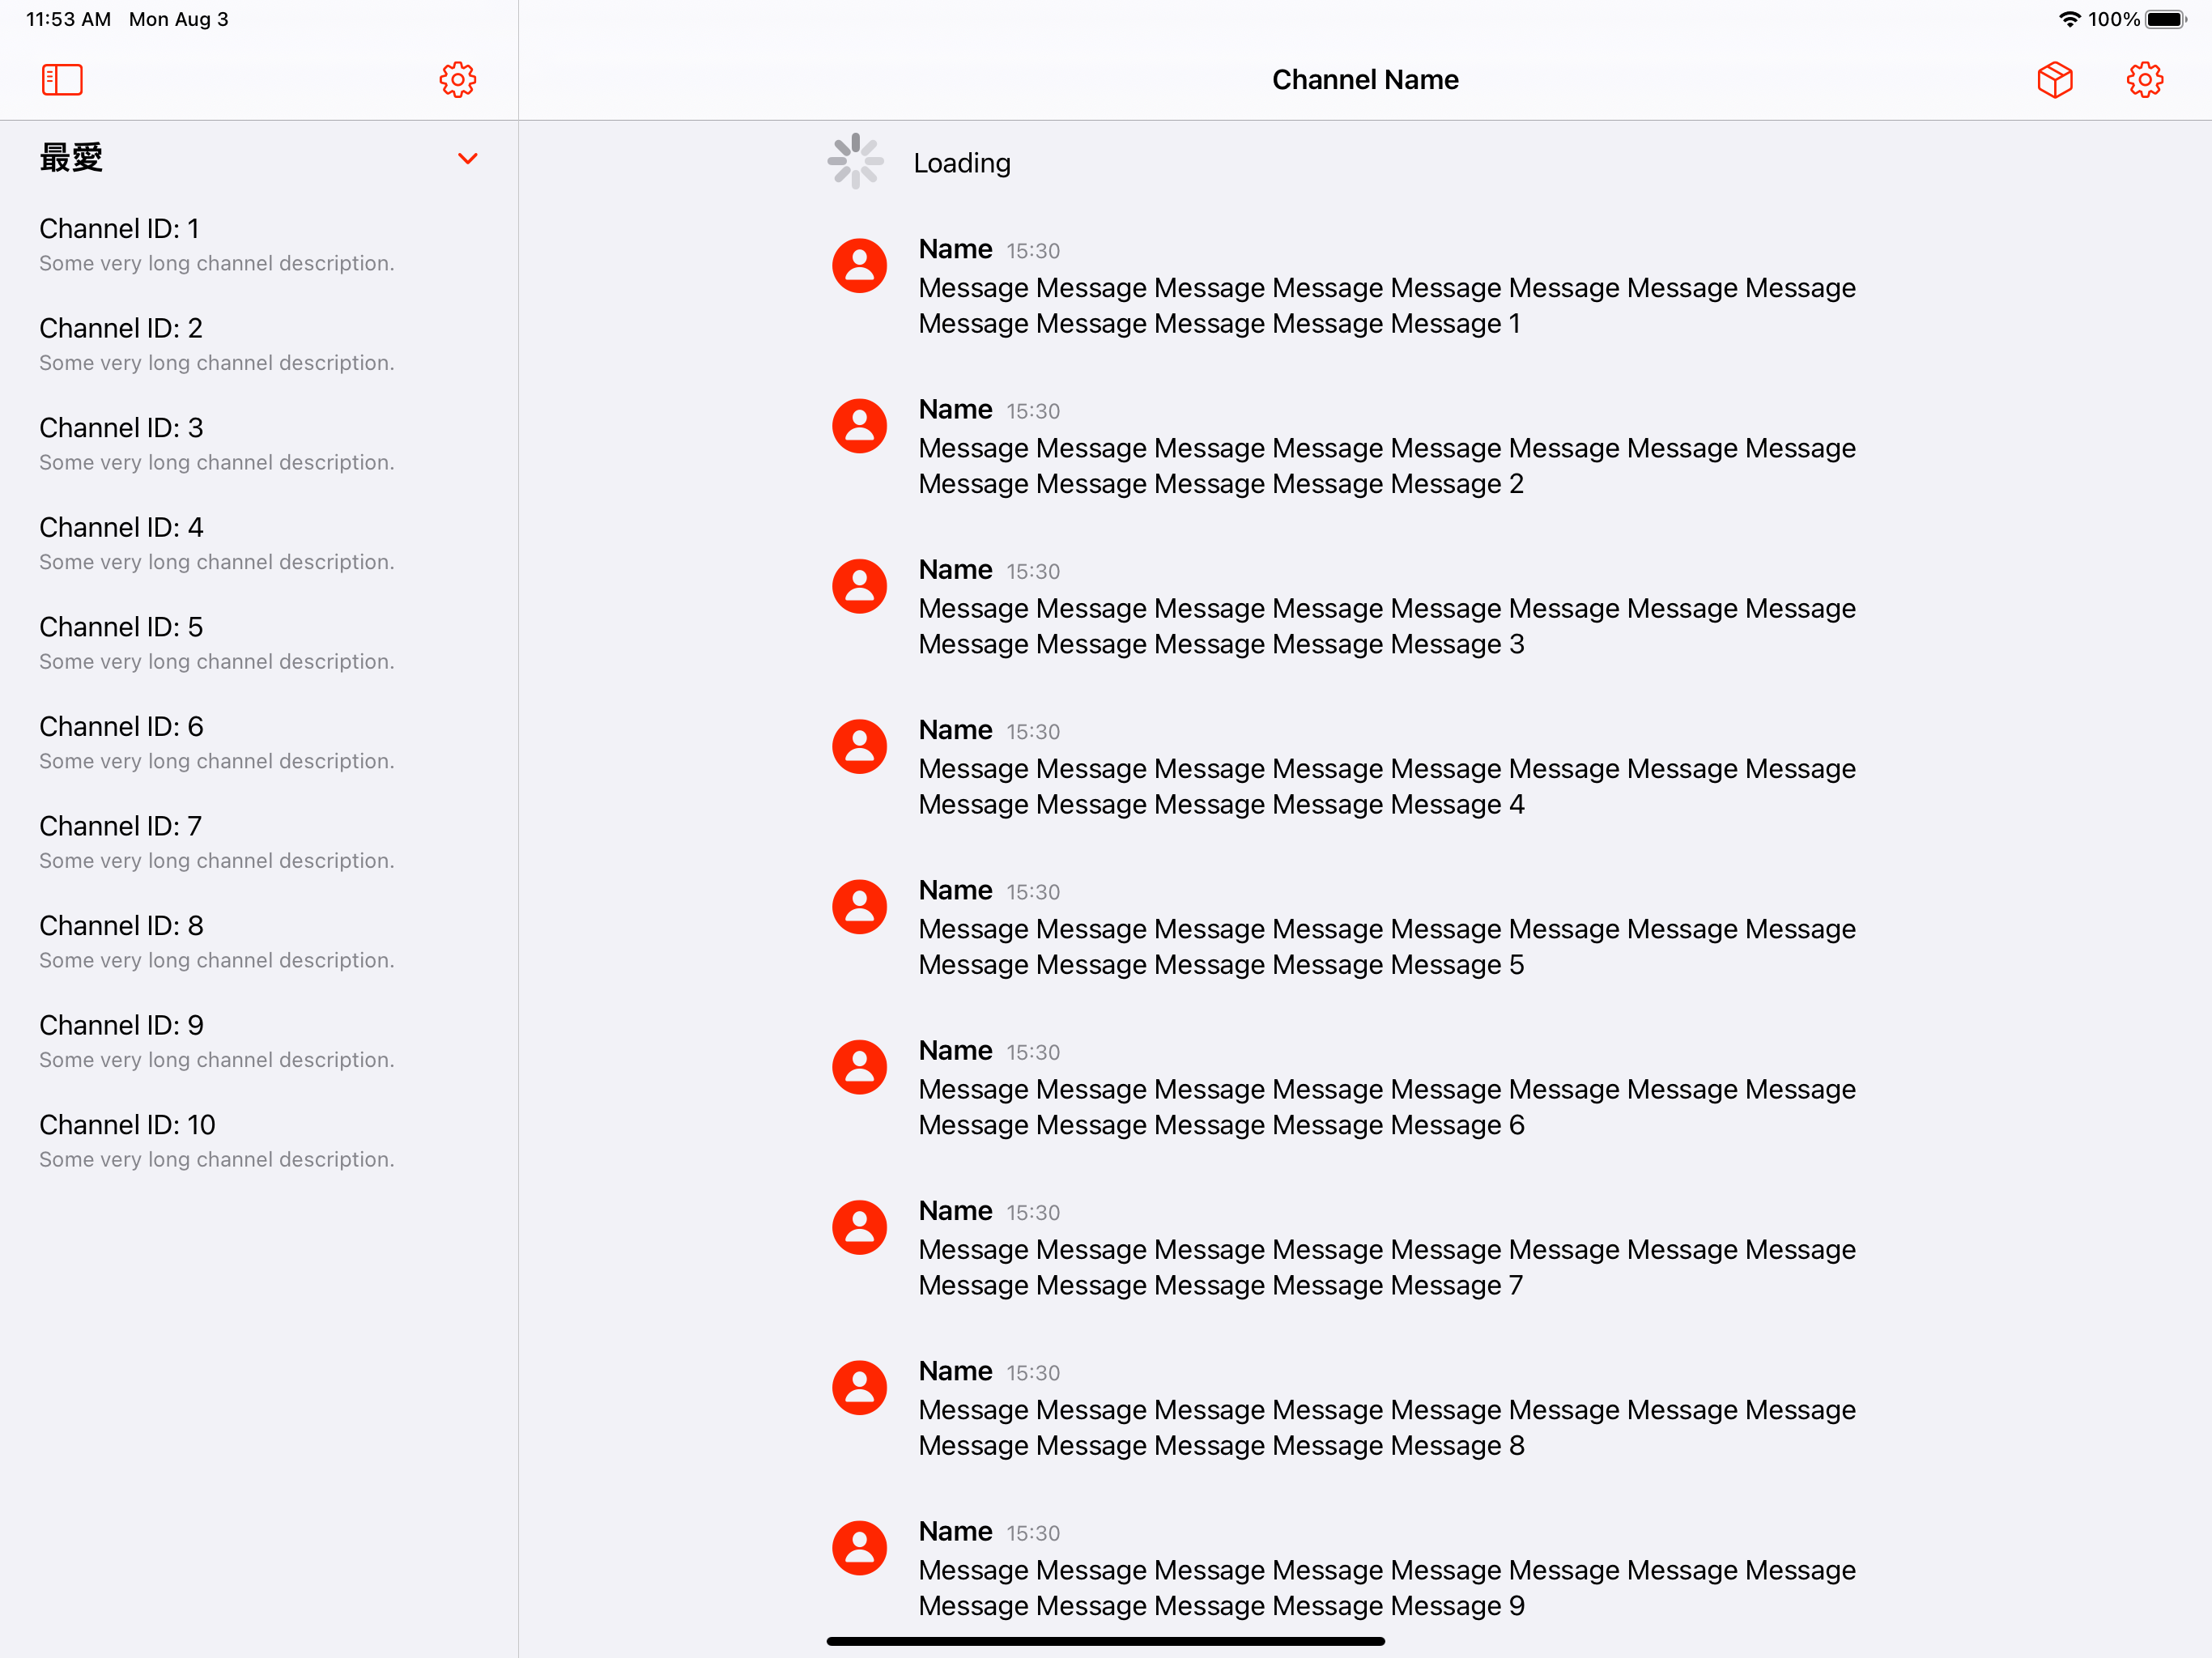 11:53 AM Mon Aug 3
100%
Channel Name
最愛
Channel ID: 1
Some very long channel description.
Channel ID: 2
Some very long channel description.
Channel ID: 3
Some very long channel description.
Channel ID: 4
Some very long channel description.
Channel ID: 5
Some very long channel description.
Channel ID: 6
Some very long channel description.
Channel ID: 7
Some very long channel description.
Channel ID: 8
Some very long channel description.
Channel ID: 9
Some very long channel description.
Channel ID: 10
Some very long channel description.
Loading
Name 15:30
Message Message Message Message Message Message Message Message
Message Message Message Message Message 1
Name 15:30
Message Message Message Message Message Message Message Message
Message Message Message Message Message 2
Name 15:30
Message Message Message Message Message Message Message Message
Message Message Message Message Message 3
Name 15:30
Message Message Message Message Message Message Message Message
Message Message Message Message Message 4
Name 15:30
Message Message Message Message Message Message Message Message
Message Message Message Message Message 5
Name 15:30
Message Message Message Message Message Message Message Message
Message Message Message Message Message 6
Name 15:30
Message Message Message Message Message Message Message Message
Message Message Message Message Message 7
Name 15:30
Message Message Message Message Message Message Message Message
Message Message Message Message Message 8
Name 15:30
Message Message Message Message Message Message Message Message
Message Message Message Message Message 9